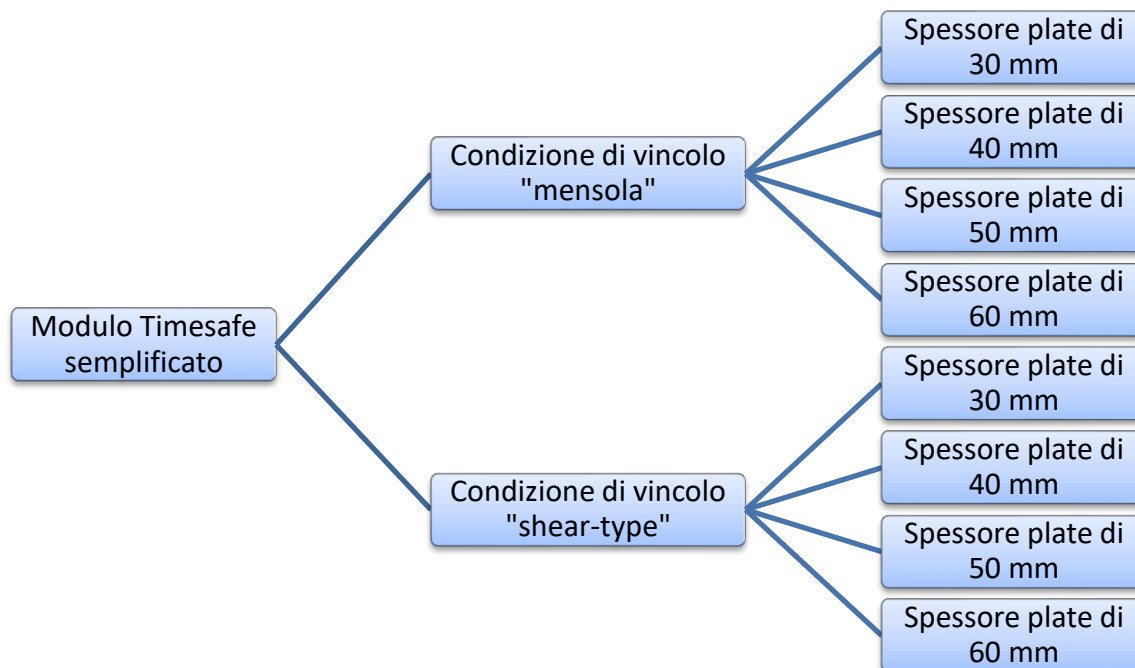 Modulo Timesafe
semplificato
Condizione di vincolo
"mensola"
Spessore plate di
30 mm
Spessore plate di
40 mm
Spessore plate di
50 mm
Spessore plate di
60 mm
Condizione di vincolo
"shear-type"
Spessore plate di
30 mm
Spessore plate di
40 mm
Spessore plate di
50 mm
Spessore plate di
60 mm